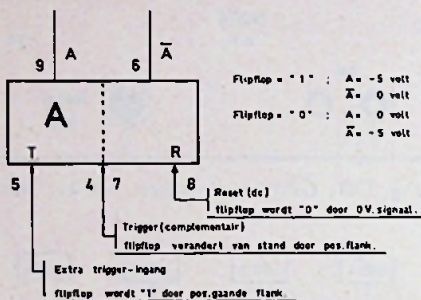 9 A 6 A̅
Flipflop = "1" ; A = -5 volt
A̅ = 0 volt
Flipflop = "0" ; A = 0 volt
A̅ = -5 volt
A
T R
5 4 7 8
Reset (dc)
flipflop wordt "0" door 0V. signaal.
Trigger (complementair)
flipflop verandert van stand door pos. flank.
Extra trigger-ingang
flipflop wordt "1" door pos. gaande flank.